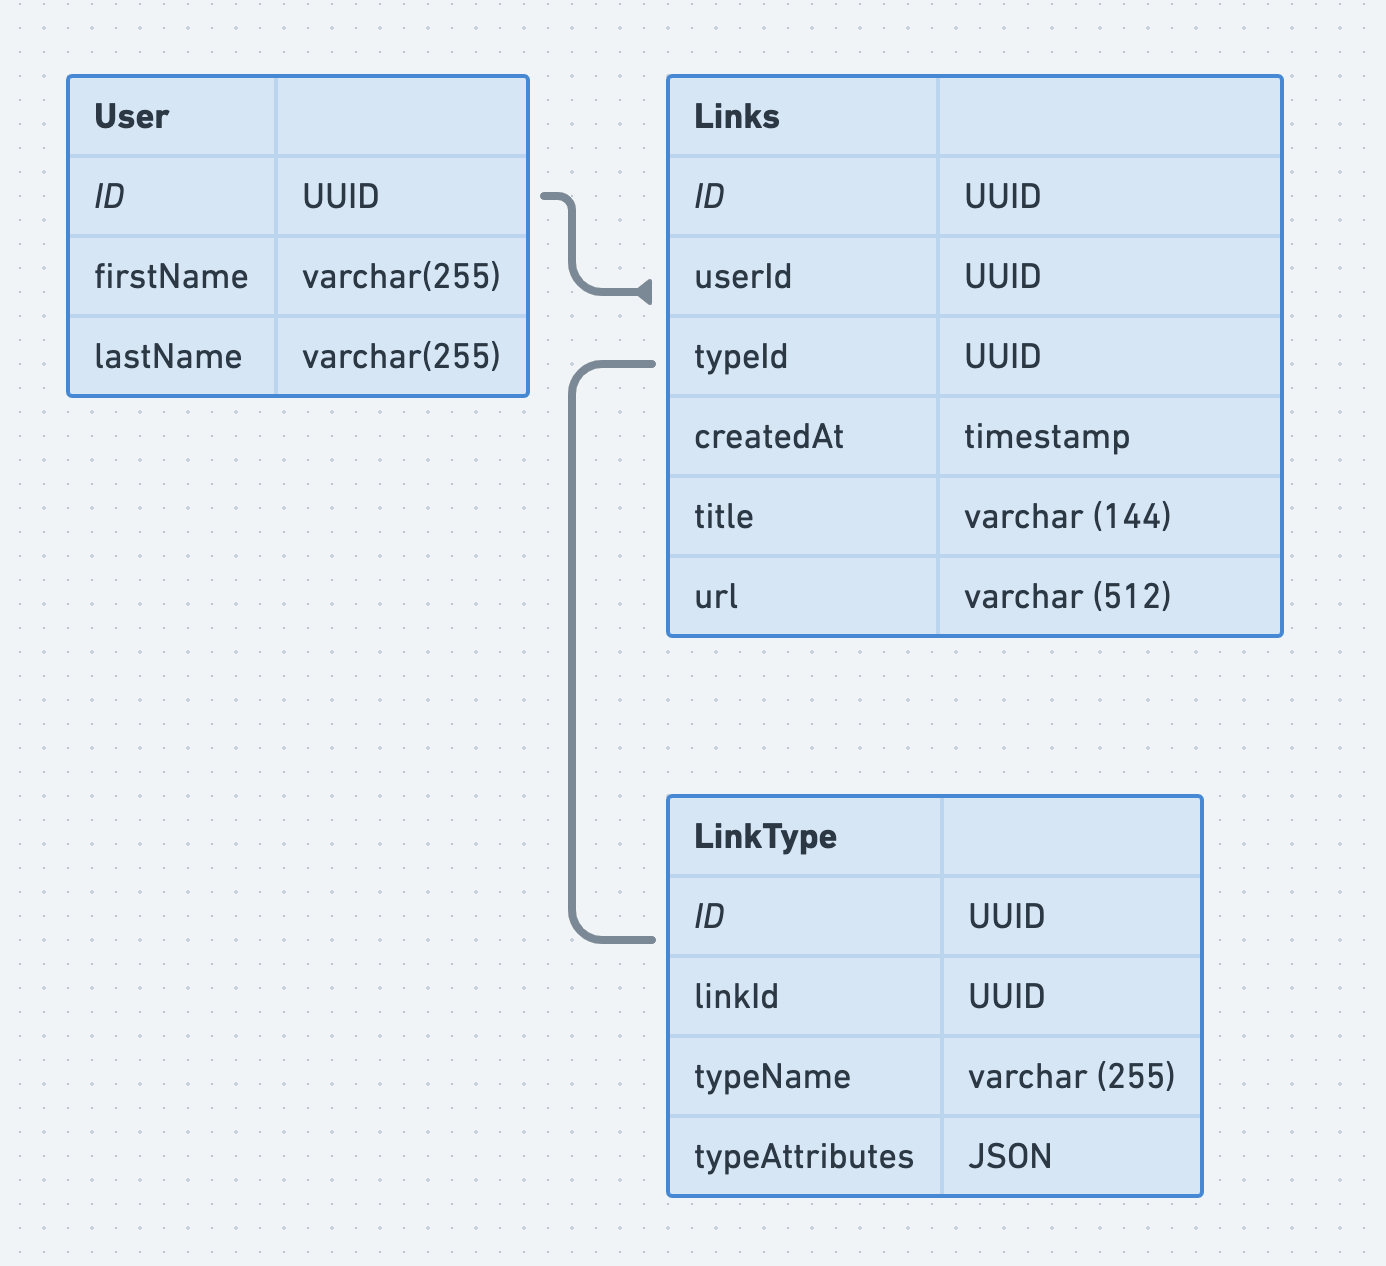 User
ID UUID
firstName varchar(255)
lastName varchar(255)
Links
ID UUID
userId UUID
typeId UUID
createdAt timestamp
title varchar (144)
url varchar (512)
LinkType
ID UUID
linkId UUID
typeName varchar (255)
typeAttributes JSON